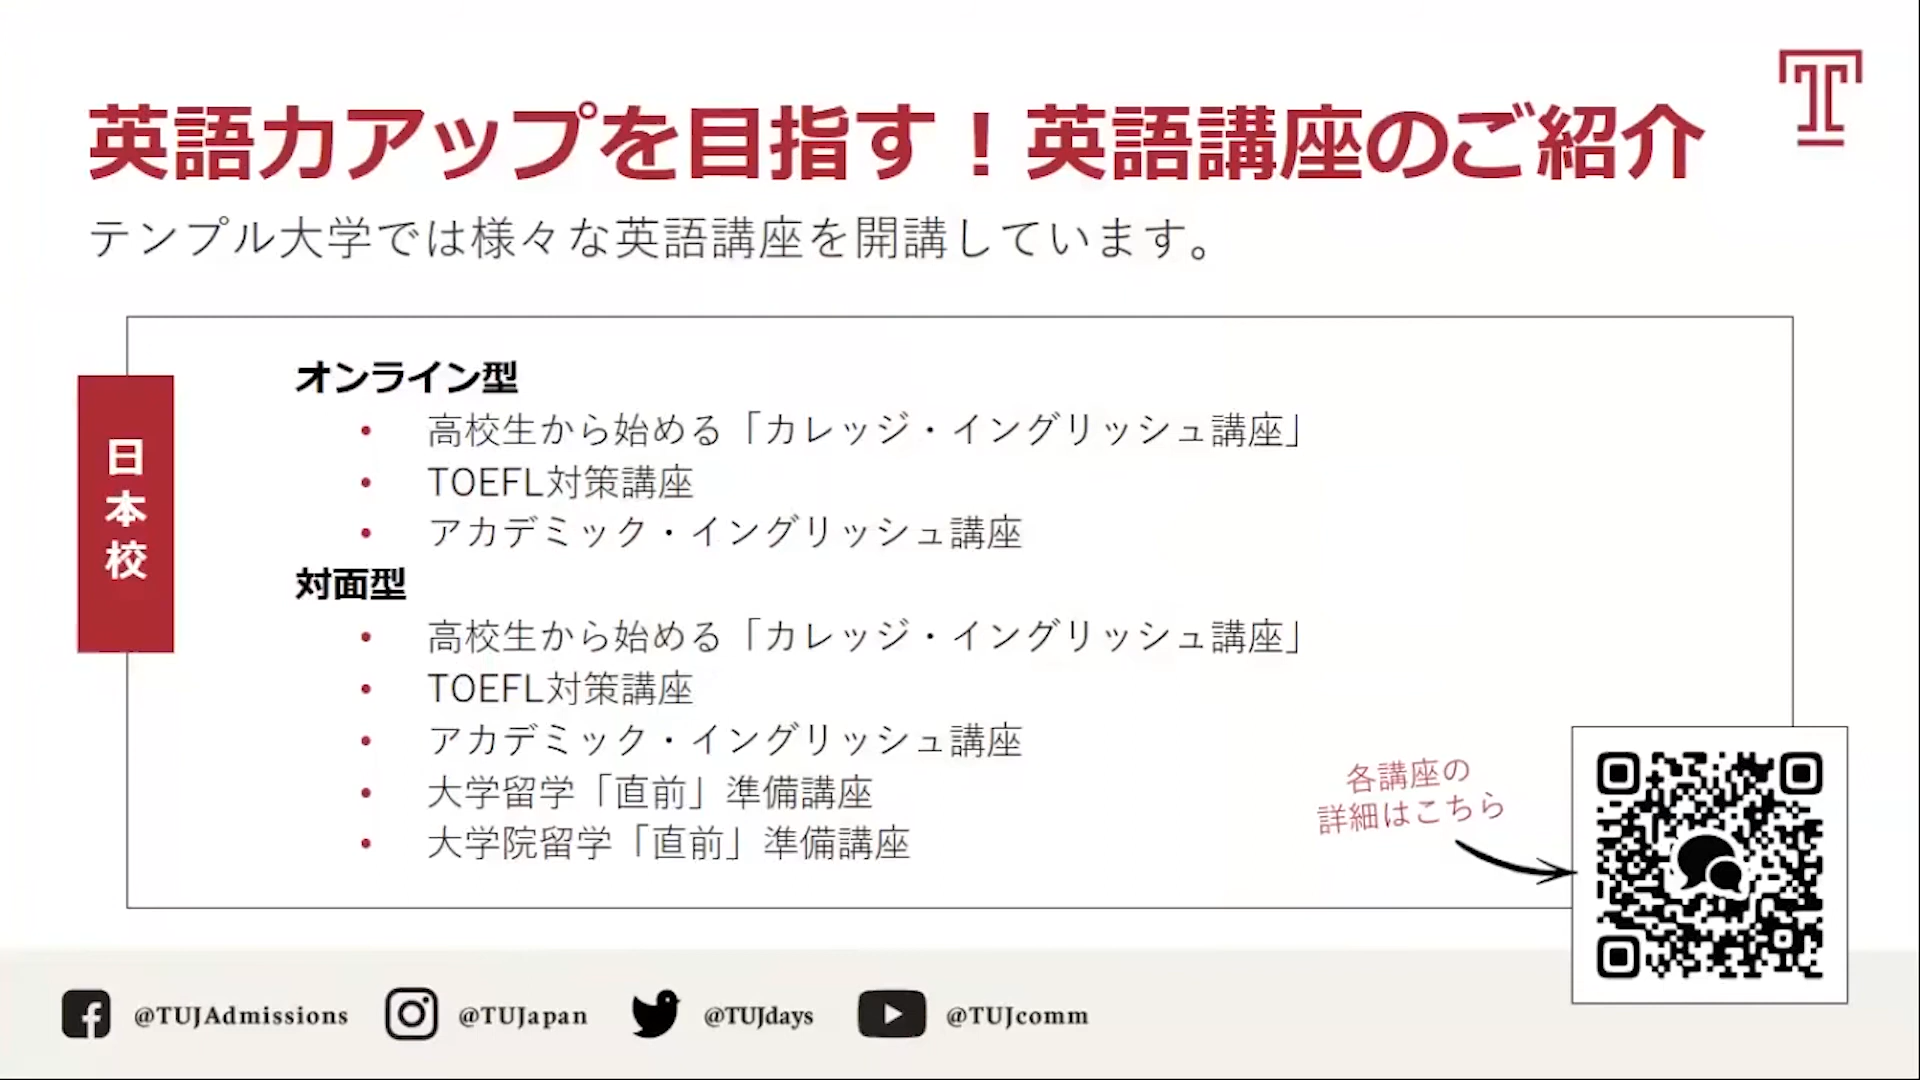 英語力アップを目指す！英語講座のご紹介
テンプル大学では様々な英語講座を開講しています。
日本校
オンライン型
• 高校生から始める「カレッジ・イングリッシュ講座」
• TOEFL対策講座
• アカデミック・イングリッシュ講座
対面型
• 高校生から始める「カレッジ・イングリッシュ講座」
• TOEFL対策講座
• アカデミック・イングリッシュ講座
• 大学留学「直前」準備講座
• 大学院留学「直前」準備講座
各講座の
詳細はこちら
@TUJAdmissions @TUJapan @TUJdays @TUJcomm